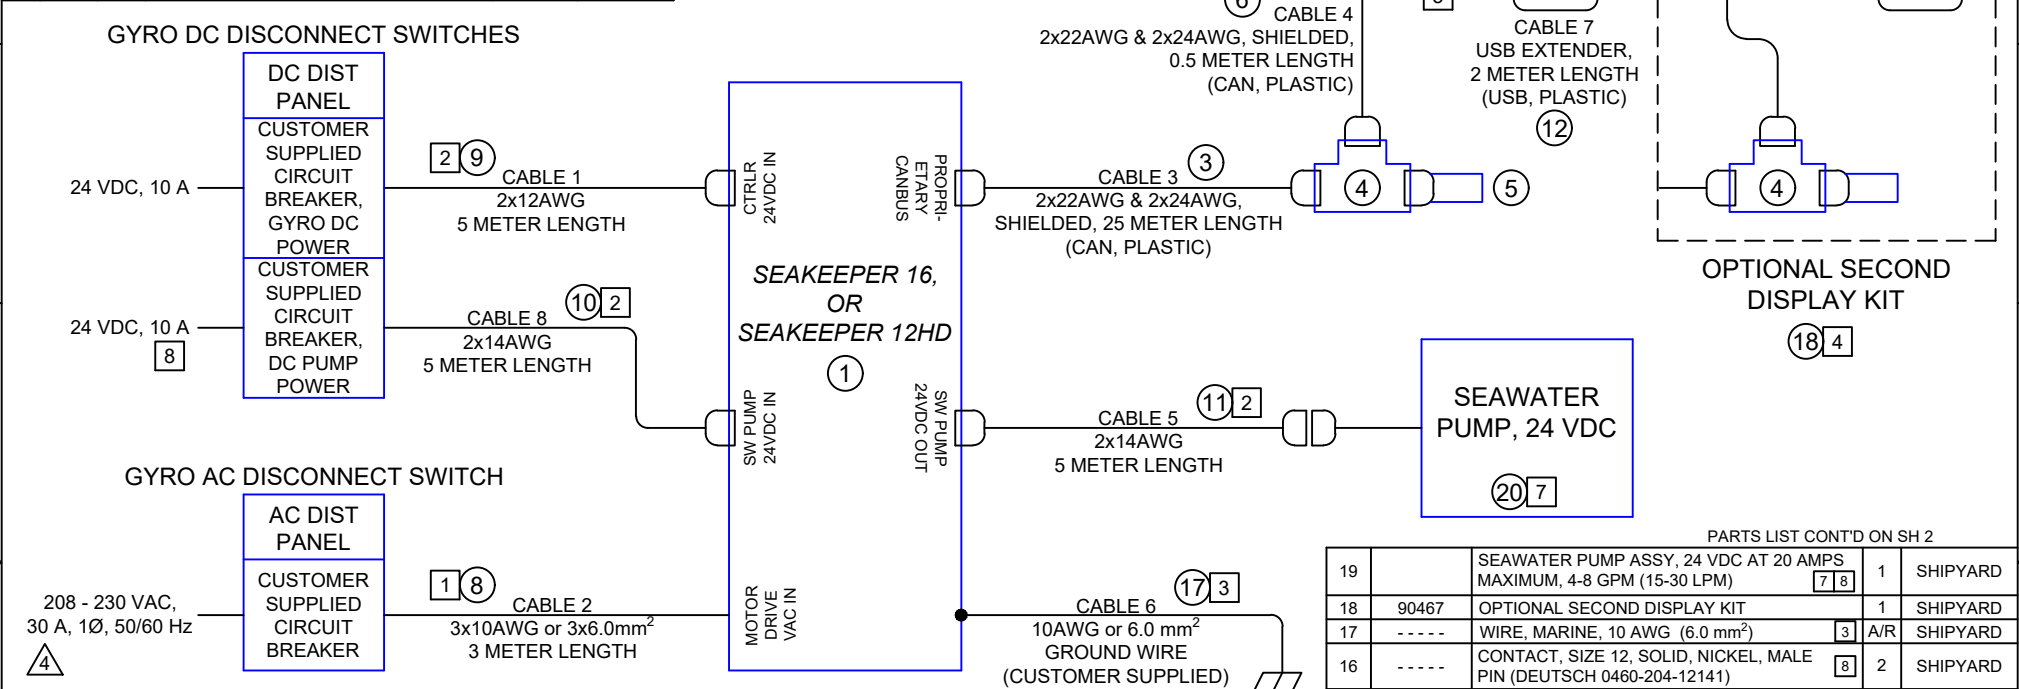 GYRO DC DISCONNECT SWITCHES
DC DIST
PANEL
24 VDC, 10 A
CUSTOMER
SUPPLIED
CIRCUIT
BREAKER,
GYRO DC
POWER
2 9
CABLE 1
2x12AWG
5 METER LENGTH
24 VDC, 10 A
8
CUSTOMER
SUPPLIED
CIRCUIT
BREAKER,
DC PUMP
POWER
10 2
CABLE 8
2x14AWG
5 METER LENGTH
GYRO AC DISCONNECT SWITCH
AC DIST
PANEL
208 - 230 VAC,
30 A, 1Ø, 50/60 Hz
4
CUSTOMER
SUPPLIED
CIRCUIT
BREAKER
1 8
CABLE 2
3x10AWG or 3x6.0mm²
3 METER LENGTH
CTRLR
24VDC IN
PROPRI-
ETARY
CANBUS
SEAKEEPER 16,
OR
SEAKEEPER 12HD
1
SW PUMP
24VDC IN
SW PUMP
24VDC OUT
MOTOR
DRIVE
VAC IN
6
CABLE 4
2x22AWG & 2x24AWG, SHIELDED,
0.5 METER LENGTH
(CAN, PLASTIC)
CABLE 7
USB EXTENDER,
2 METER LENGTH
(USB, PLASTIC)
12
3
CABLE 3
2x22AWG & 2x24AWG,
SHIELDED, 25 METER LENGTH
(CAN, PLASTIC)
4
5
4
OPTIONAL SECOND
DISPLAY KIT
18 4
11 2
CABLE 5
2x14AWG
5 METER LENGTH
SEAWATER
PUMP, 24 VDC
20 7
17 3
CABLE 6
10AWG or 6.0 mm²
GROUND WIRE
(CUSTOMER SUPPLIED)
PARTS LIST CONT'D ON SH 2
19 SEAWATER PUMP ASSY, 24 VDC AT 20 AMPS
MAXIMUM, 4-8 GPM (15-30 LPM) 7 8 1 SHIPYARD
18 90467 OPTIONAL SECOND DISPLAY KIT 1 SHIPYARD
17 - - - - - WIRE, MARINE, 10 AWG (6.0 mm²) 3 A/R SHIPYARD
16 - - - - - CONTACT, SIZE 12, SOLID, NICKEL, MALE
PIN (DEUTSCH 0460-204-12141) 8 2 SHIPYARD